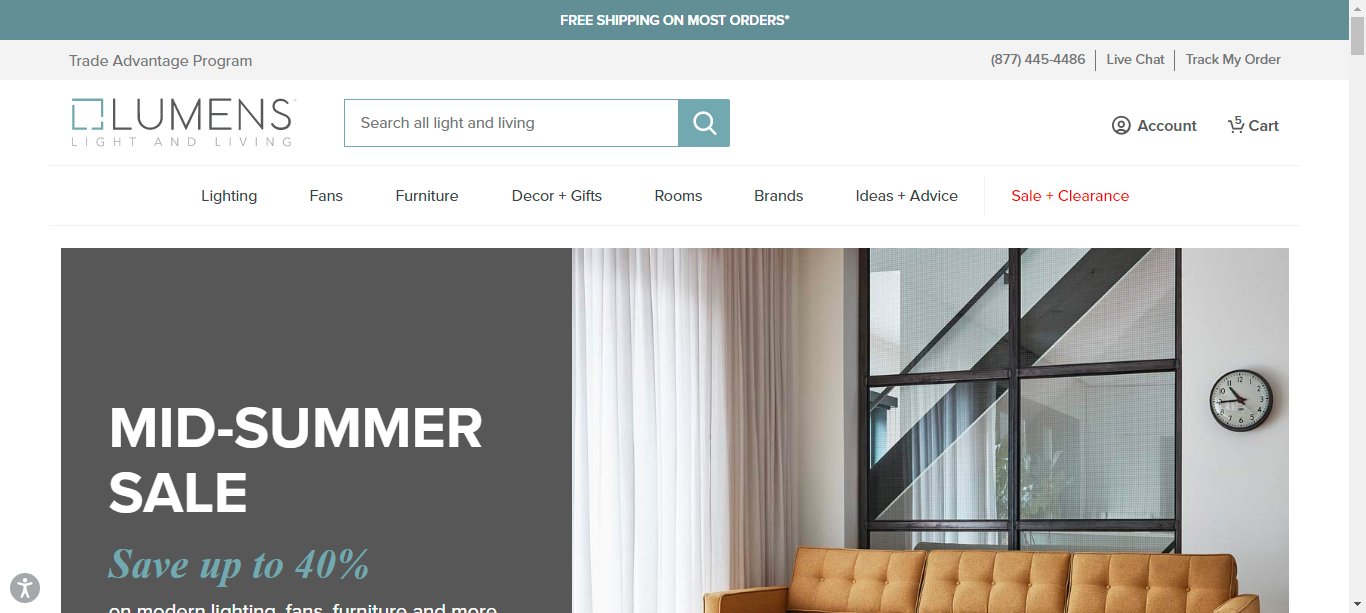 FREE SHIPPING ON MOST ORDERS*
Trade Advantage Program
(877) 445-4486
Live Chat
Track My Order
LUMENS
LIGHT AND LIVING
Search all light and living
Account
5
Cart
Lighting
Fans
Furniture
Decor + Gifts
Rooms
Brands
Ideas + Advice
Sale + Clearance
MID-SUMMER
SALE
Save up to 40%
on modern lighting, fans, furniture and more